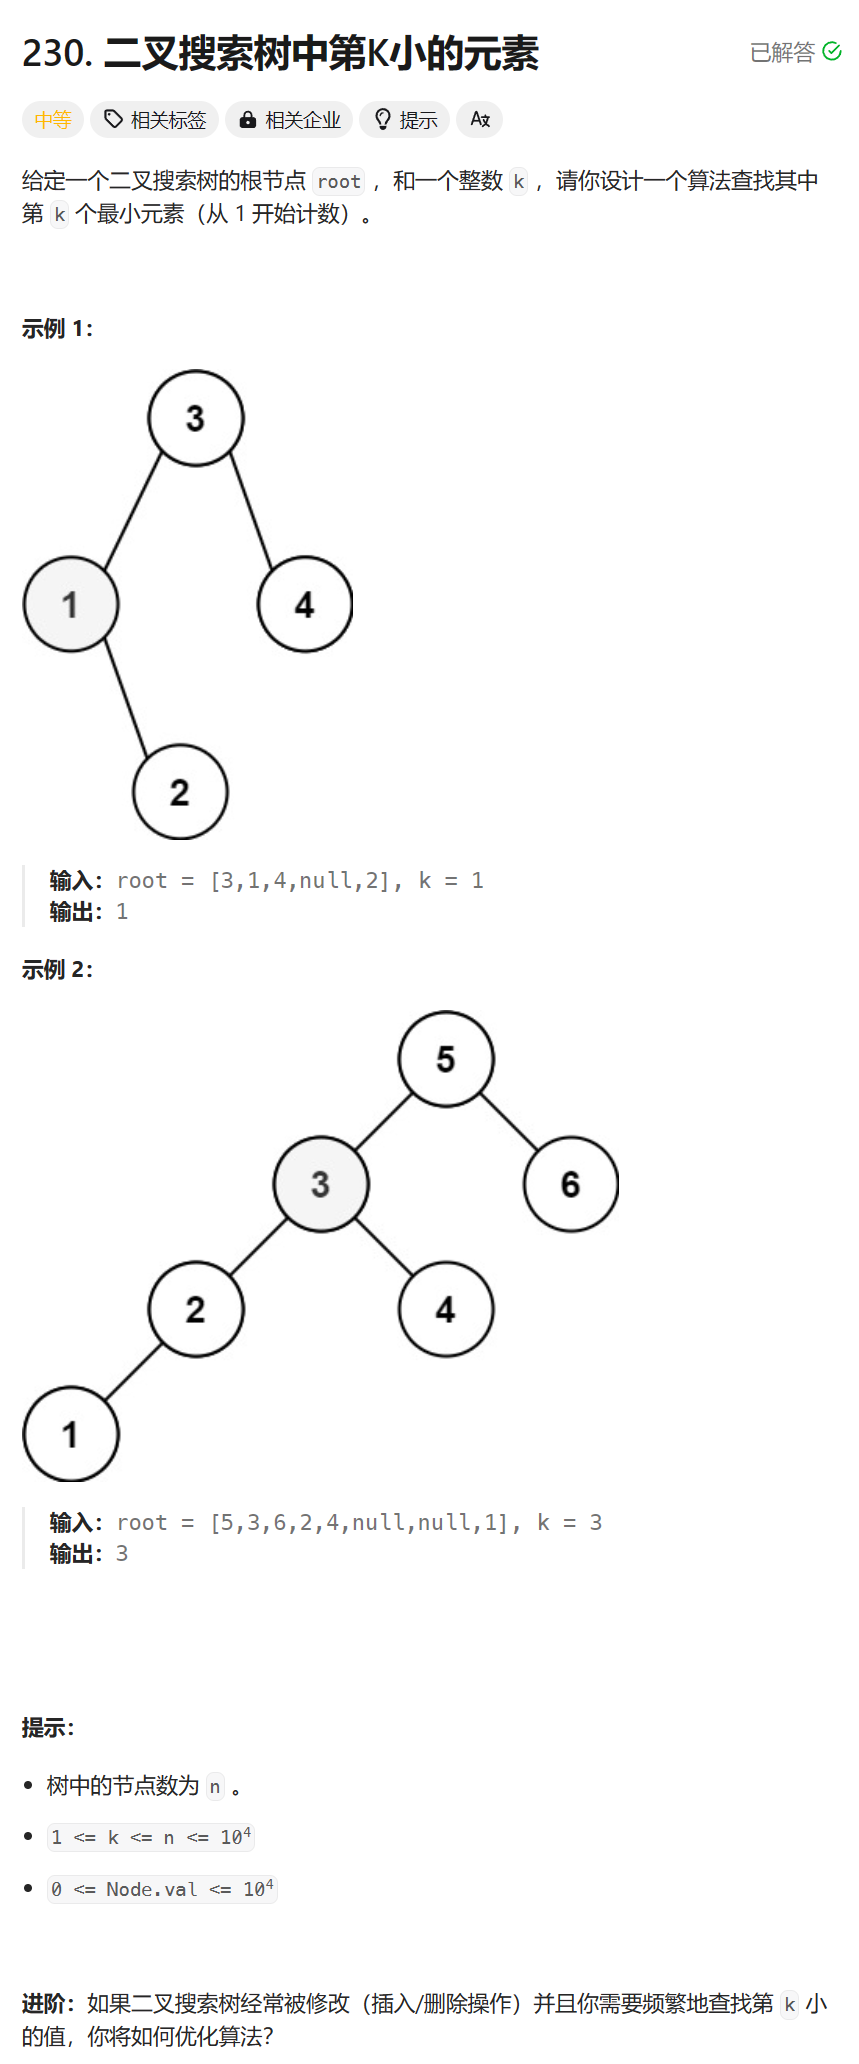 230. 二叉搜索树中第K小的元素
已解答
中等 相关标签 相关企业 提示 Aꭗ
给定一个二叉搜索树的根节点 root ，和一个整数 k ，请你设计一个算法查找其中
第 k 个最小元素（从 1 开始计数）。
示例 1：
3
1
4
2
输入：root = [3,1,4,null,2], k = 1
输出：1
示例 2：
5
3
6
2
4
1
输入：root = [5,3,6,2,4,null,null,1], k = 3
输出：3
提示：
• 树中的节点数为 n 。
• 1 <= k <= n <= 10⁴
• 0 <= Node.val <= 10⁴
进阶：如果二叉搜索树经常被修改（插入/删除操作）并且你需要频繁地查找第 k 小
的值，你将如何优化算法？